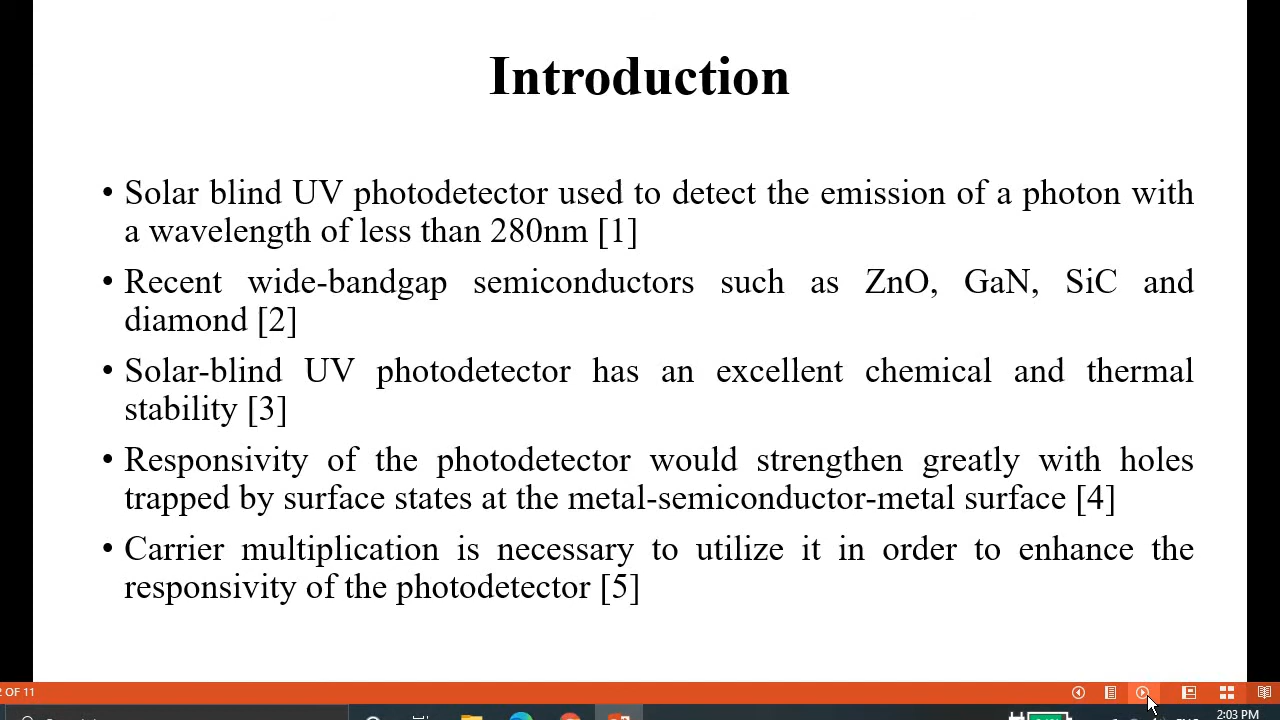 Introduction
• Solar blind UV photodetector used to detect the emission of a photon with
a wavelength of less than 280nm [1]
• Recent wide-bandgap semiconductors such as ZnO, GaN, SiC and
diamond [2]
• Solar-blind UV photodetector has an excellent chemical and thermal
stability [3]
• Responsivity of the photodetector would strengthen greatly with holes
trapped by surface states at the metal-semiconductor-metal surface [4]
• Carrier multiplication is necessary to utilize it in order to enhance the
responsivity of the photodetector [5]
2 OF 11
2:03 PM